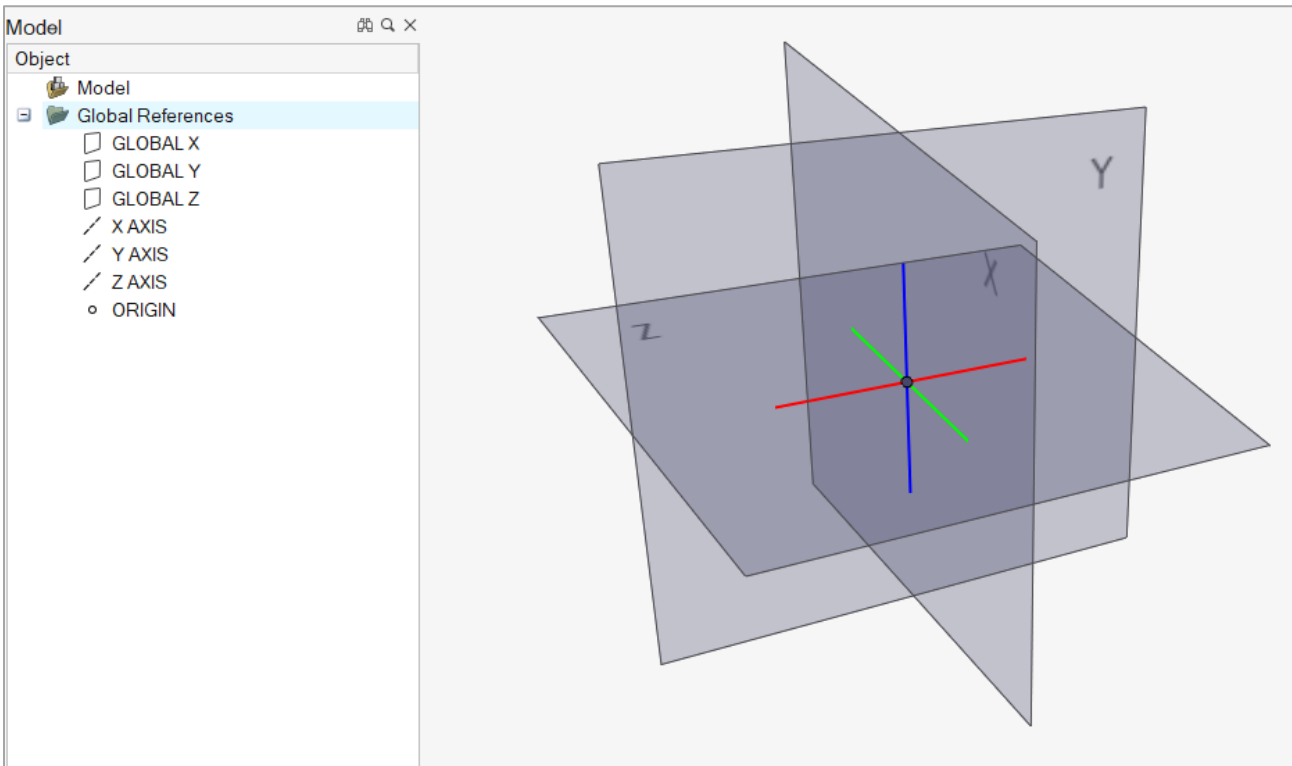 Model
Object
Model
Global References
GLOBAL X
GLOBAL Y
GLOBAL Z
X AXIS
Y AXIS
Z AXIS
ORIGIN
Y
X
Z